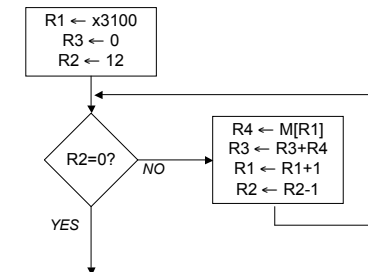 R1 ← x3100
R3 ← 0
R2 ← 12
R2=0?
NO
R4 ← M[R1]
R3 ← R3+R4
R1 ← R1+1
R2 ← R2-1
YES